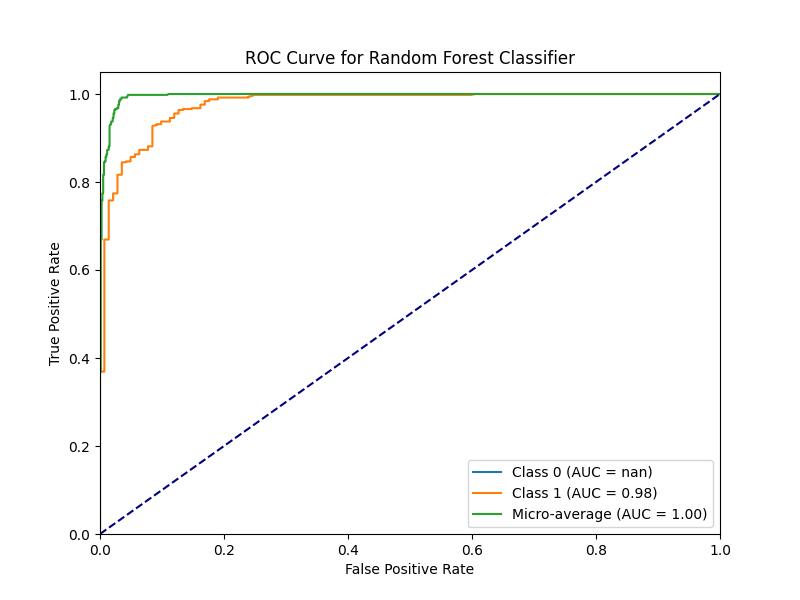 ROC Curve for Random Forest Classifier
True Positive Rate
1.0
0.8
0.6
0.4
0.2
0.0
Class 0 (AUC = nan)
Class 1 (AUC = 0.98)
Micro-average (AUC = 1.00)
0.0 0.2 0.4 0.6 0.8 1.0
False Positive Rate